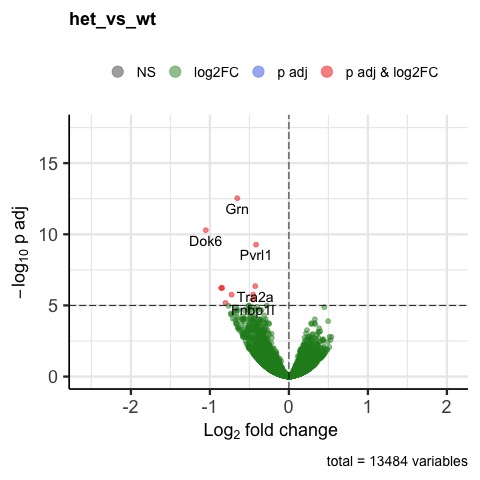 het_vs_wt
NS log2FC p adj p adj & log2FC
−log10 p adj
15
10
5
0
Grn
Dok6
Pvrl1
Tra2a
Fnbp1l
-2 -1 0 1 2
Log2 fold change
total = 13484 variables